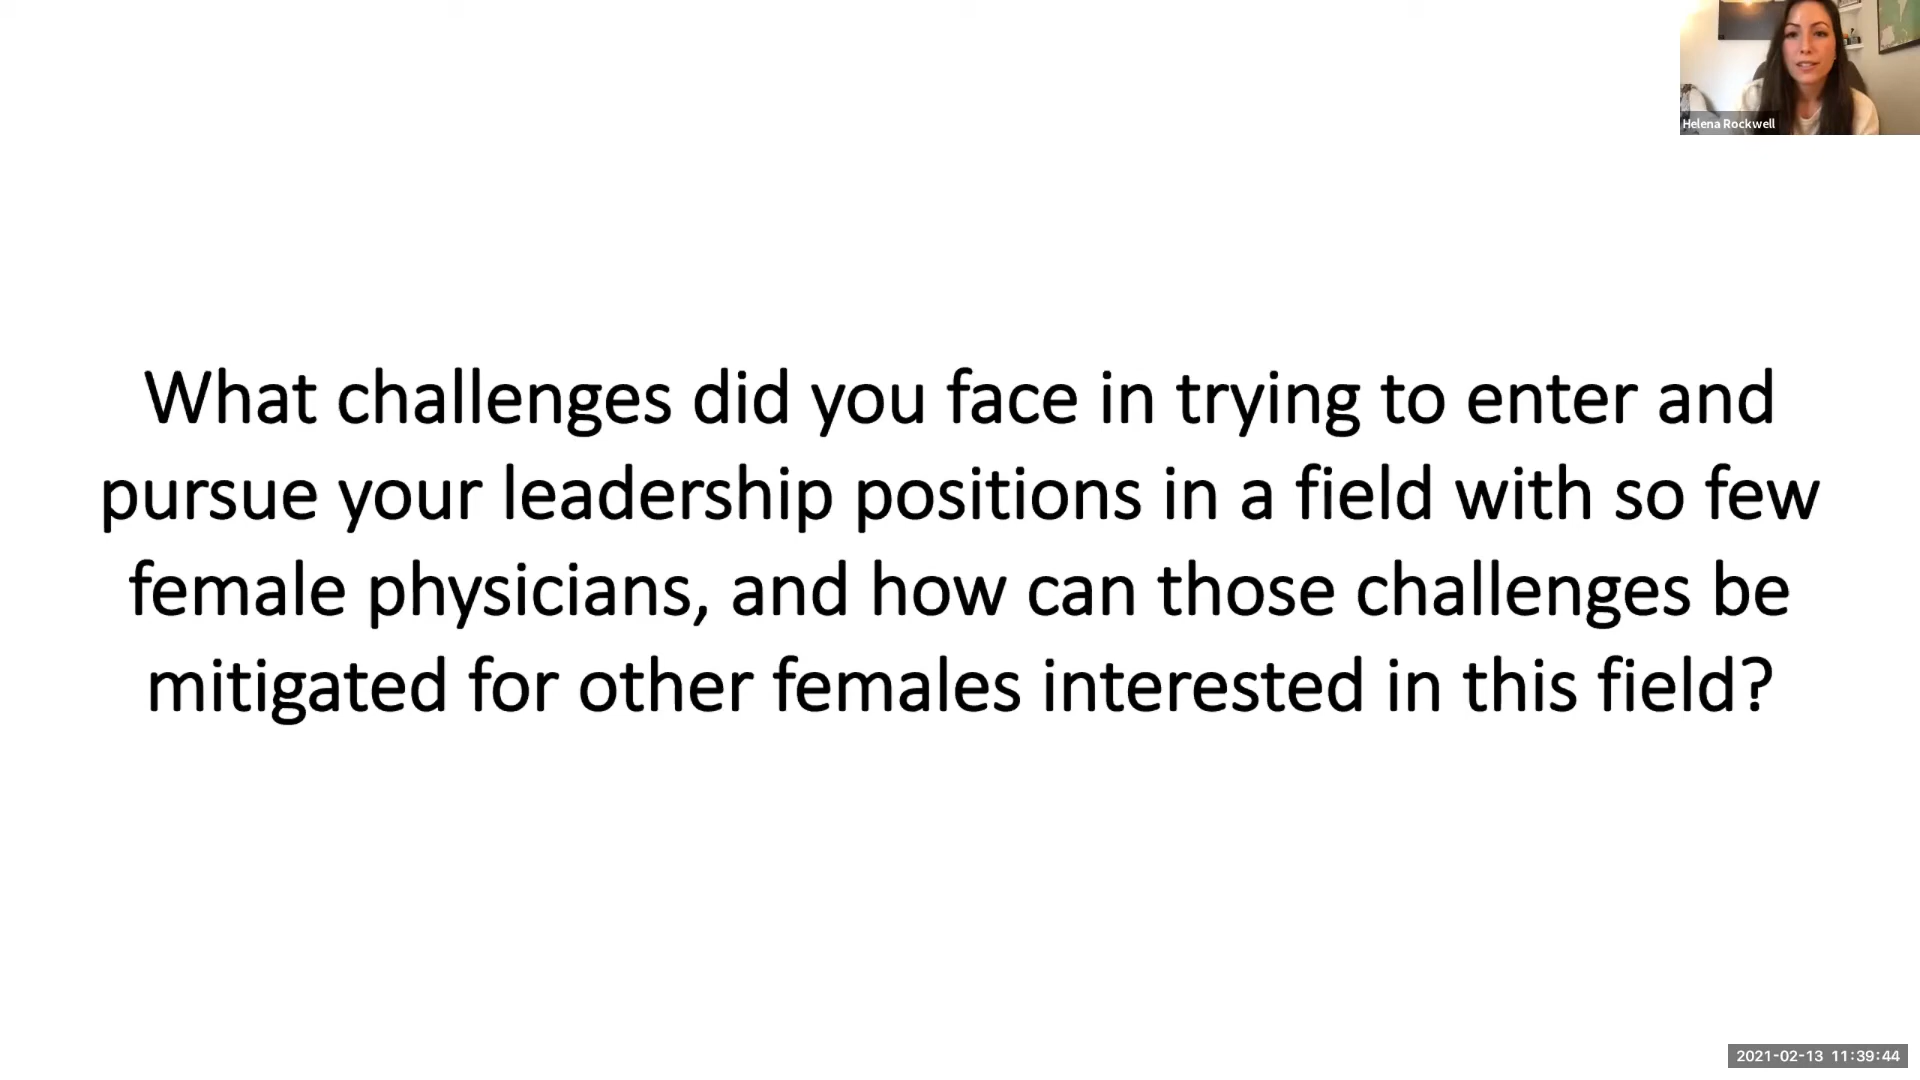 Helena Rockwell
What challenges did you face in trying to enter and
pursue your leadership positions in a field with so few
female physicians, and how can those challenges be
mitigated for other females interested in this field?
2021-02-13 11:39:44